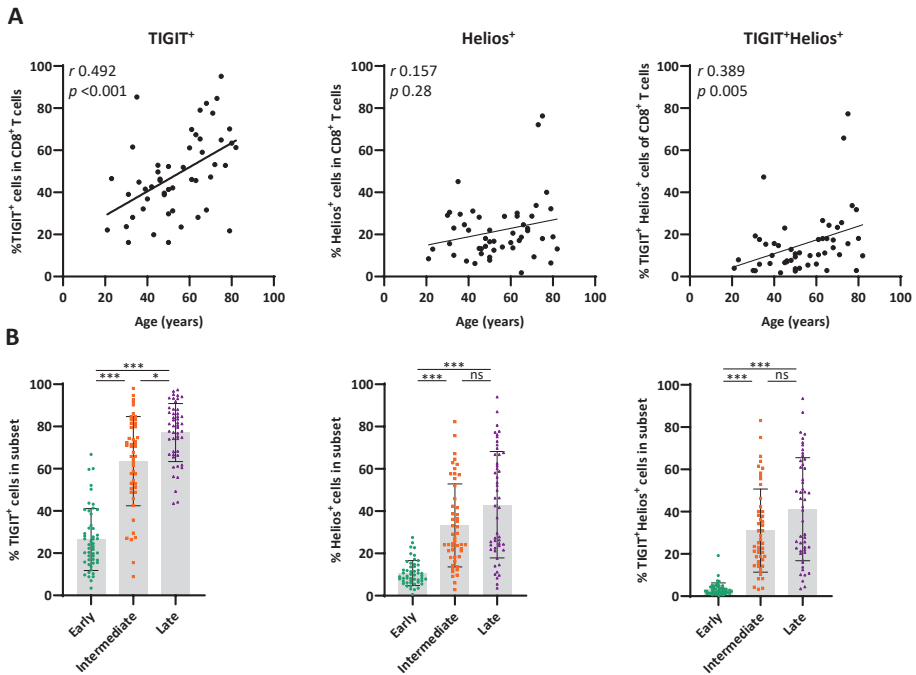 A
TIGIT⁺
Helios⁺
TIGIT⁺Helios⁺
%TIGIT⁺ cells in CD8⁺ T cells
100
80
60
40
20
0
r 0.492
p <0.001
0 20 40 60 80 100
Age (years)
% Helios⁺ cells in CD8⁺ T cells
100
80
60
40
20
0
r 0.157
p 0.28
0 20 40 60 80 100
Age (years)
% TIGIT⁺ Helios⁺ cells of CD8⁺ T cells
100
80
60
40
20
0
r 0.389
p 0.005
0 20 40 60 80 100
Age (years)
B
% TIGIT⁺ cells in subset
100
80
60
40
20
0
***
*** *
Early
Intermediate
Late
% Helios⁺ cells in subset
100
80
60
40
20
0
***
*** ns
Early
Intermediate
Late
% TIGIT⁺Helios⁺ cells in subset
100
80
60
40
20
0
***
*** ns
Early
Intermediate
Late